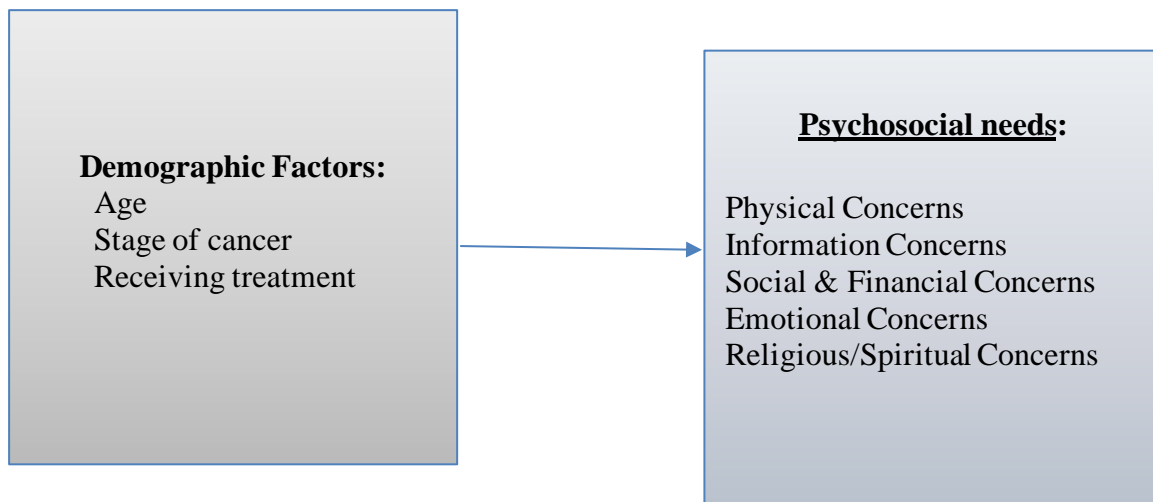 Demographic Factors:
Age
Stage of cancer
Receiving treatment
Psychosocial needs:
Physical Concerns
Information Concerns
Social & Financial Concerns
Emotional Concerns
Religious/Spiritual Concerns